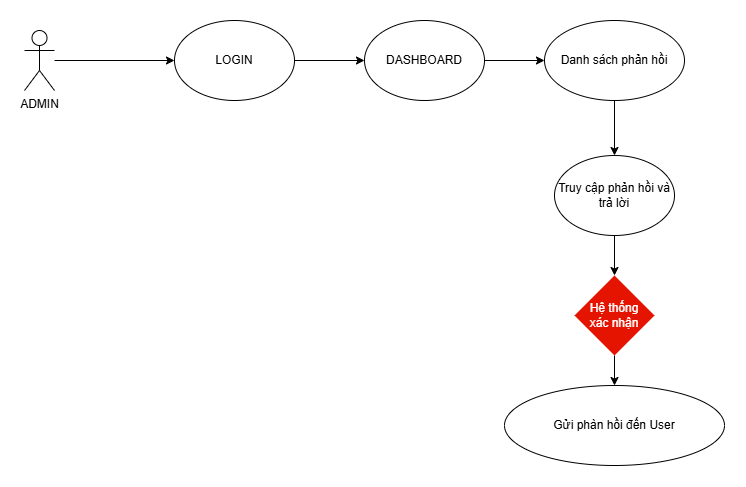 LOGIN
DASHBOARD
Danh sách phản hồi
ADMIN
Truy cập phản hồi và
trả lời
Hệ thống
xác nhận
Gửi phản hồi đến User